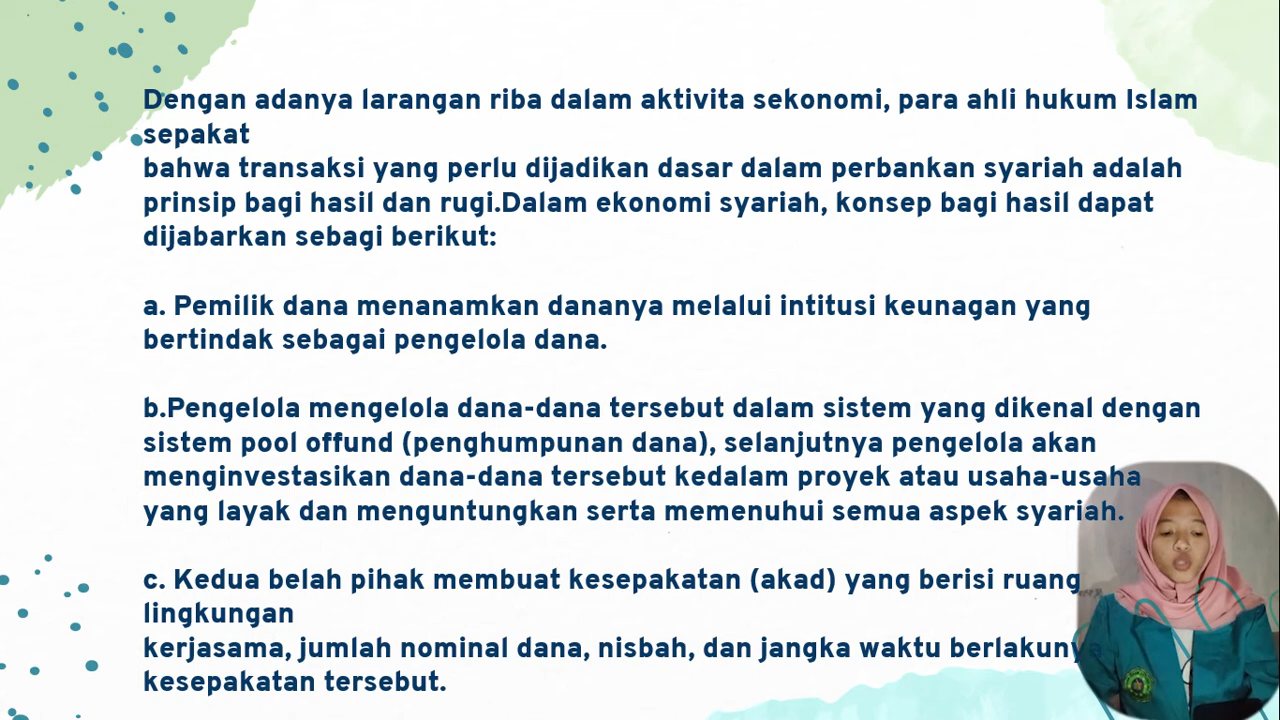 Dengan adanya larangan riba dalam aktivita sekonomi, para ahli hukum Islam
sepakat
bahwa transaksi yang perlu dijadikan dasar dalam perbankan syariah adalah
prinsip bagi hasil dan rugi.Dalam ekonomi syariah, konsep bagi hasil dapat
dijabarkan sebagi berikut:
a. Pemilik dana menanamkan dananya melalui intitusi keunagan yang
bertindak sebagai pengelola dana.
b.Pengelola mengelola dana-dana tersebut dalam sistem yang dikenal dengan
sistem pool offund (penghumpunan dana), selanjutnya pengelola akan
menginvestasikan dana-dana tersebut kedalam proyek atau usaha-usaha
yang layak dan menguntungkan serta memenuhui semua aspek syariah.
c. Kedua belah pihak membuat kesepakatan (akad) yang berisi ruang
lingkungan
kerjasama, jumlah nominal dana, nisbah, dan jangka waktu berlakunya
kesepakatan tersebut.